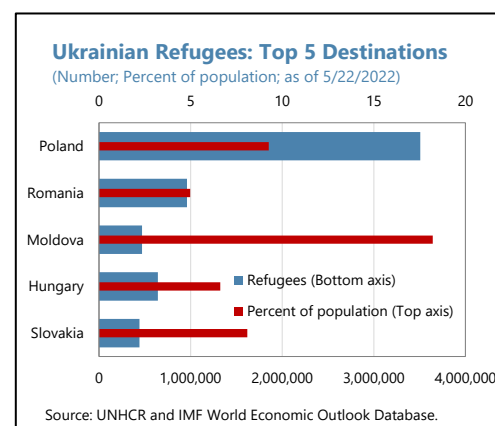 Ukrainian Refugees: Top 5 Destinations
(Number; Percent of population; as of 5/22/2022)
0 5 10 15 20
Poland
Romania
Moldova
Hungary
Slovakia
Refugees (Bottom axis)
Percent of population (Top axis)
0 1,000,000 2,000,000 3,000,000 4,000,000
Source: UNHCR and IMF World Economic Outlook Database.